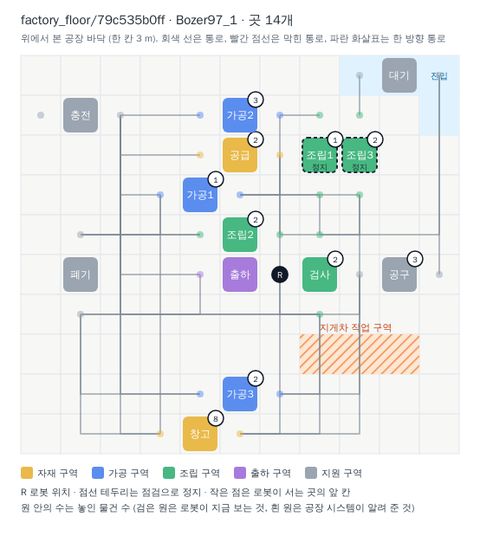 factory_floor/79c535b0ff · Bozer97_1 · 곳 14개
위에서 본 공장 바닥 (한 칸 3 m). 회색 선은 통로, 빨간 점선은 막힌 통로, 파란 화살표는 한 방향 통로
대기
전립
충전
가공2
3
공급
2
조립1
1
정지
조립3
2
정지
가공1
1
조립2
2
폐기
출하
R
검사
2
공구
3
지게차 작업 구역
가공3
2
창고
8
자재 구역
가공 구역
조립 구역
출하 구역
지원 구역
R 로봇 위치 · 점선 테두리는 점검으로 정지 · 작은 점은 로봇이 서는 곳의 앞 칸
원 안의 수는 놓인 물건 수 (검은 원은 로봇이 지금 보는 것, 흰 원은 공장 시스템이 알려 준 것)